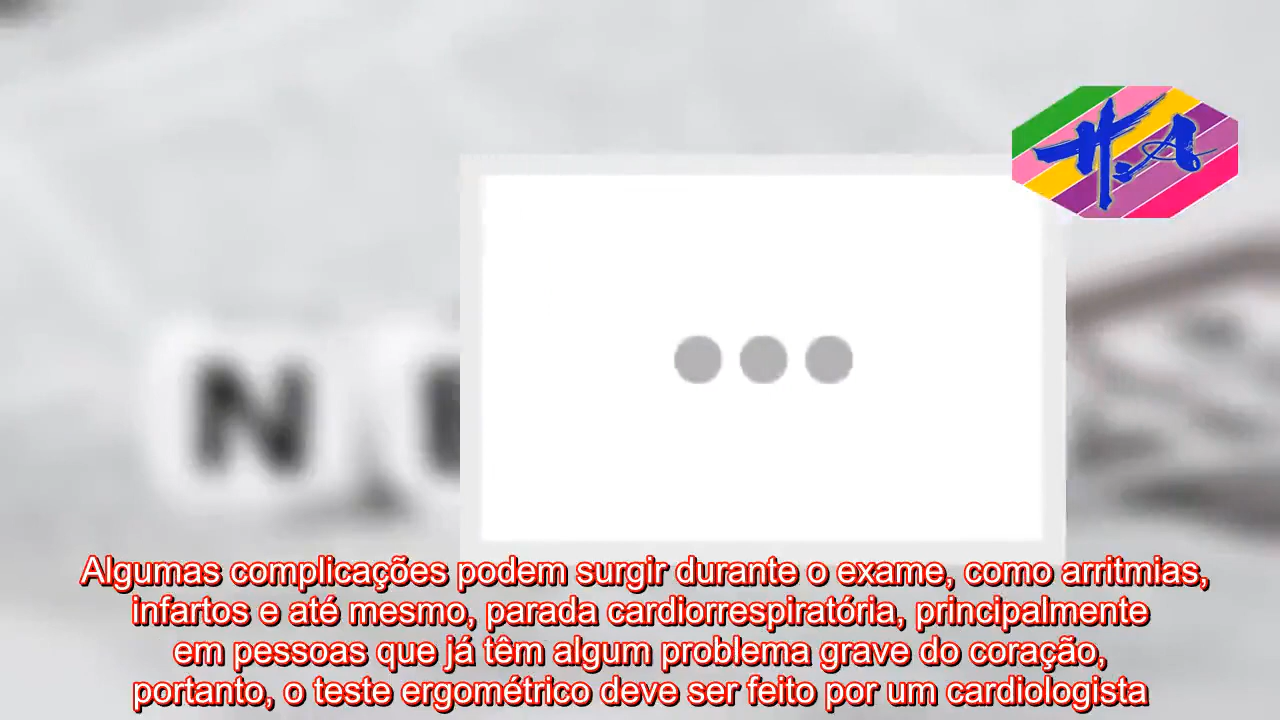 H.A
N
Algumas complicações podem surgir durante o exame, como arritmias,
infartos e até mesmo, parada cardiorrespiratória, principalmente
em pessoas que já têm algum problema grave do coração,
portanto, o teste ergométrico deve ser feito por um cardiologista